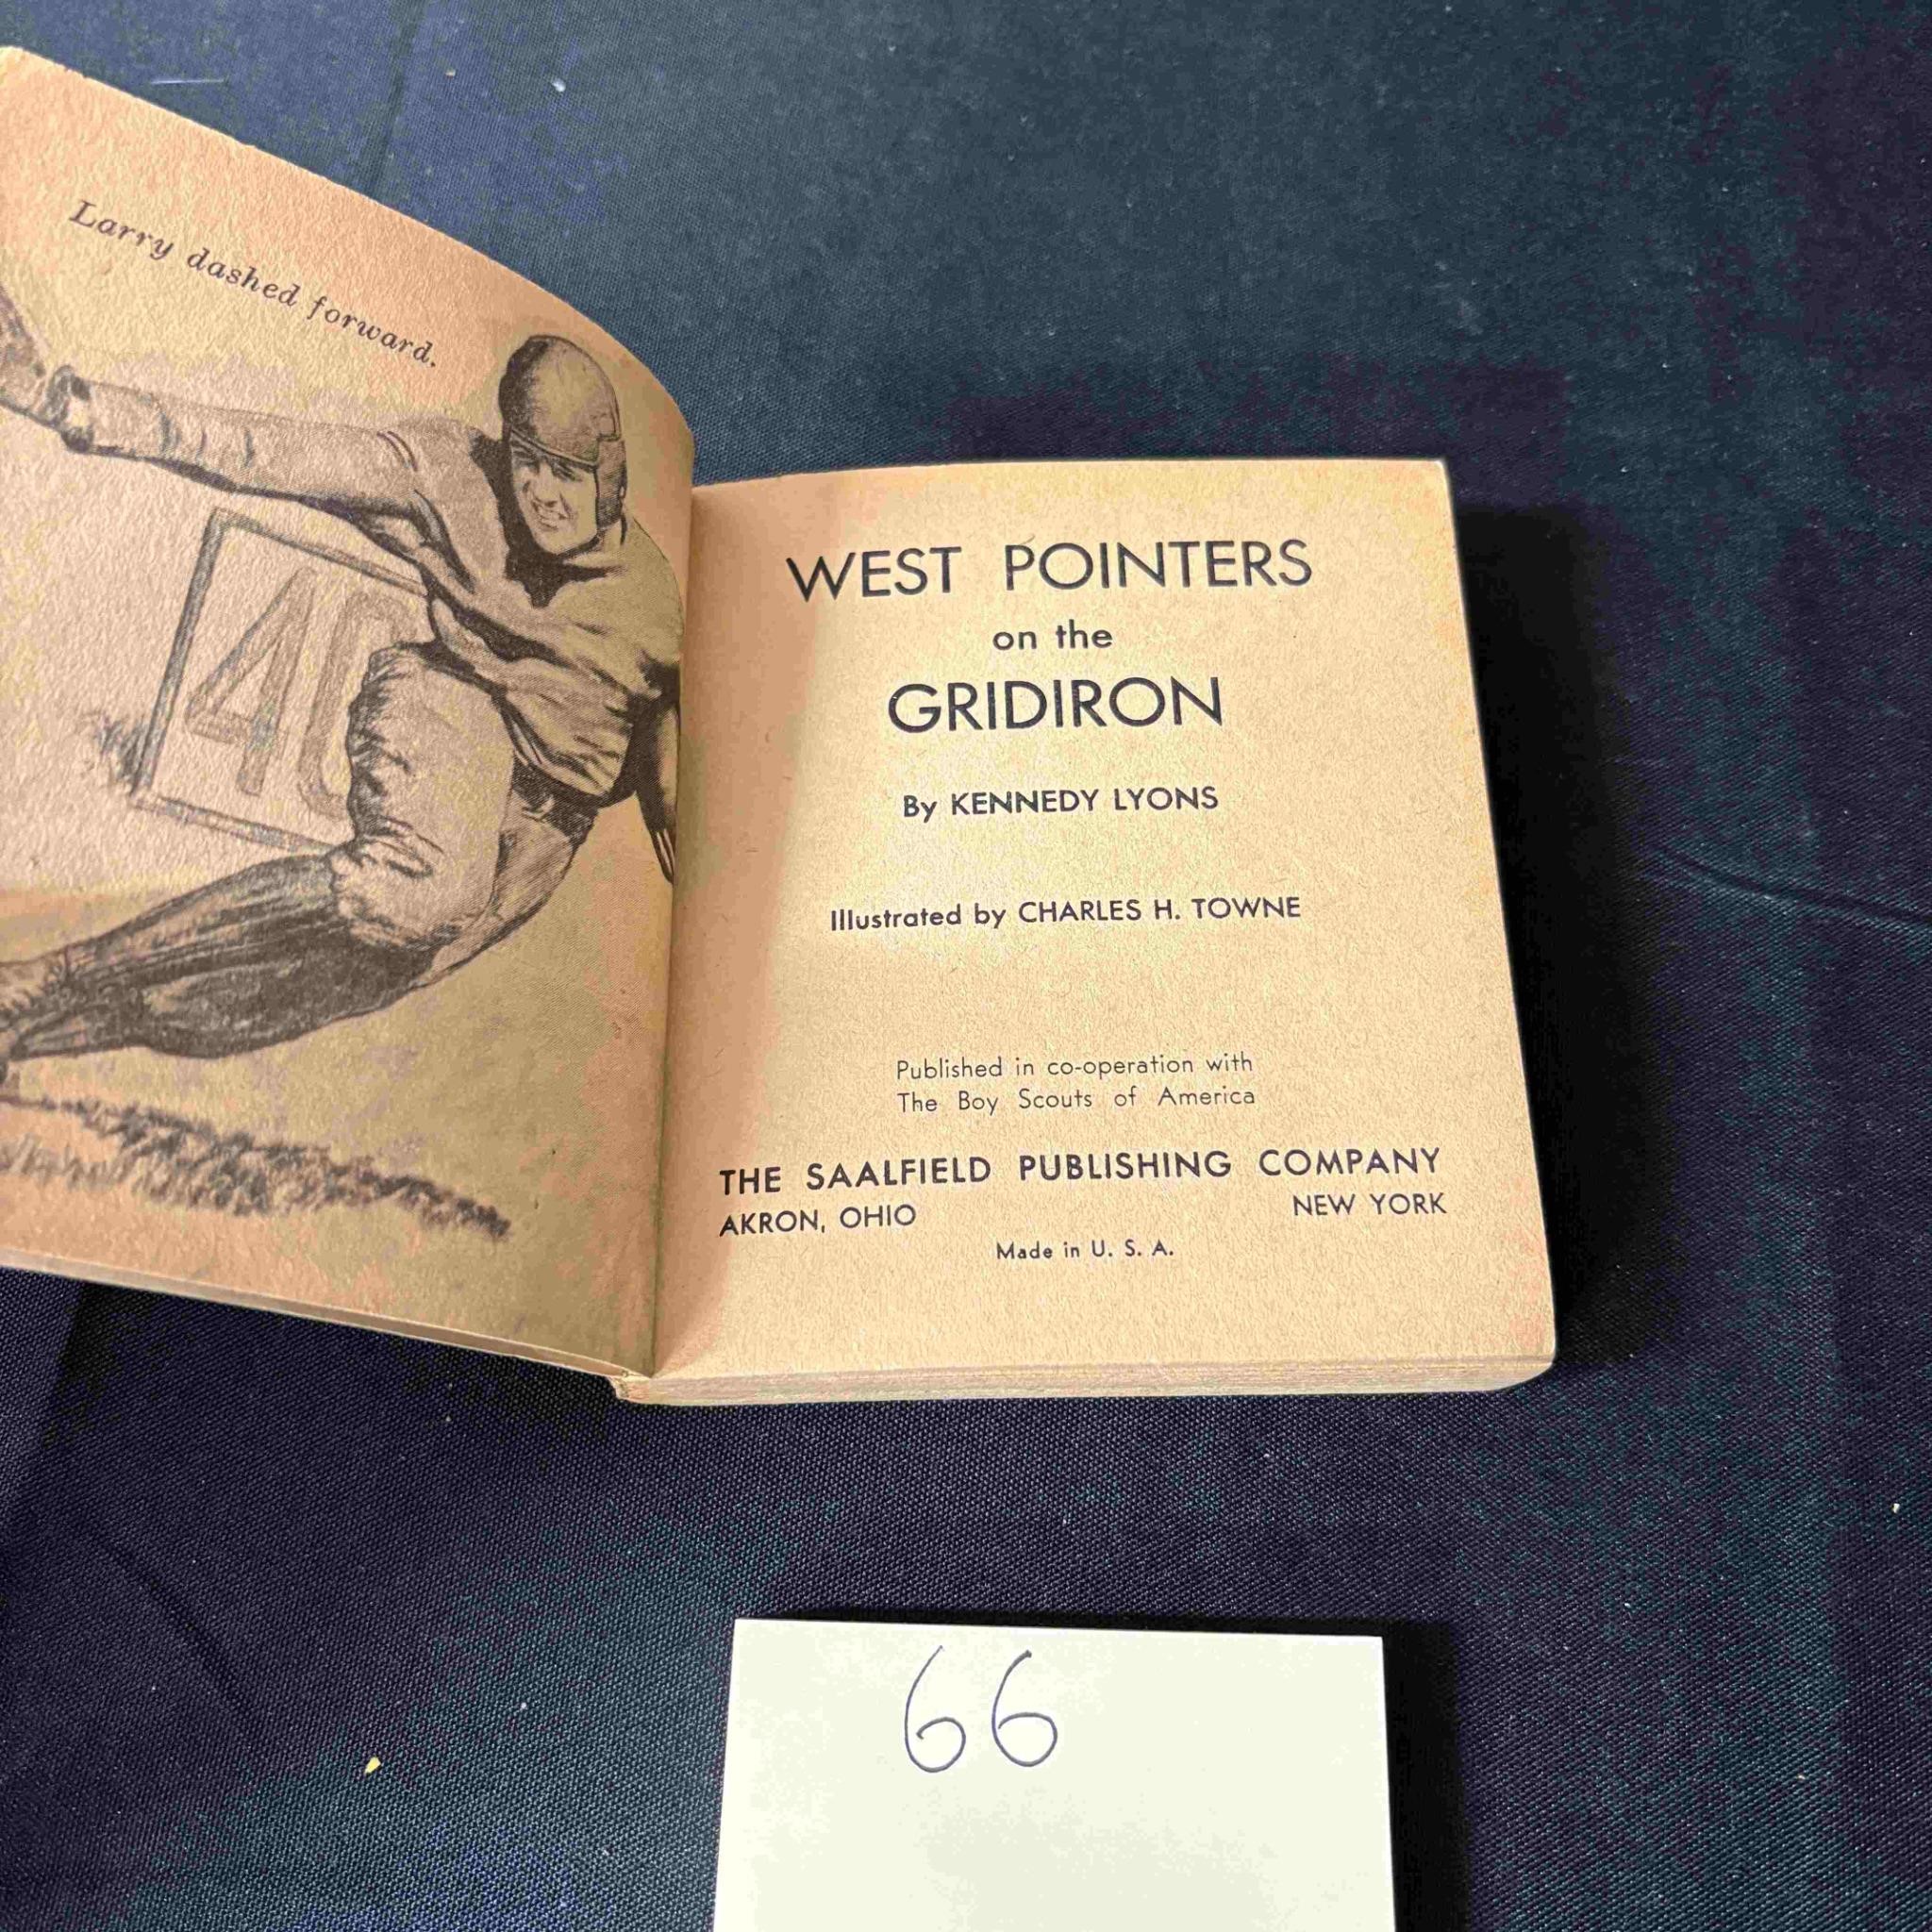 Larry dashed forward.
40
WEST POINTERS
on the
GRIDIRON
By KENNEDY LYONS
Illustrated by CHARLES H. TOWNE
Published in co-operation with
The Boy Scouts of America
THE SAALFIELD PUBLISHING COMPANY
AKRON, OHIO NEW YORK
Made in U. S. A.
66